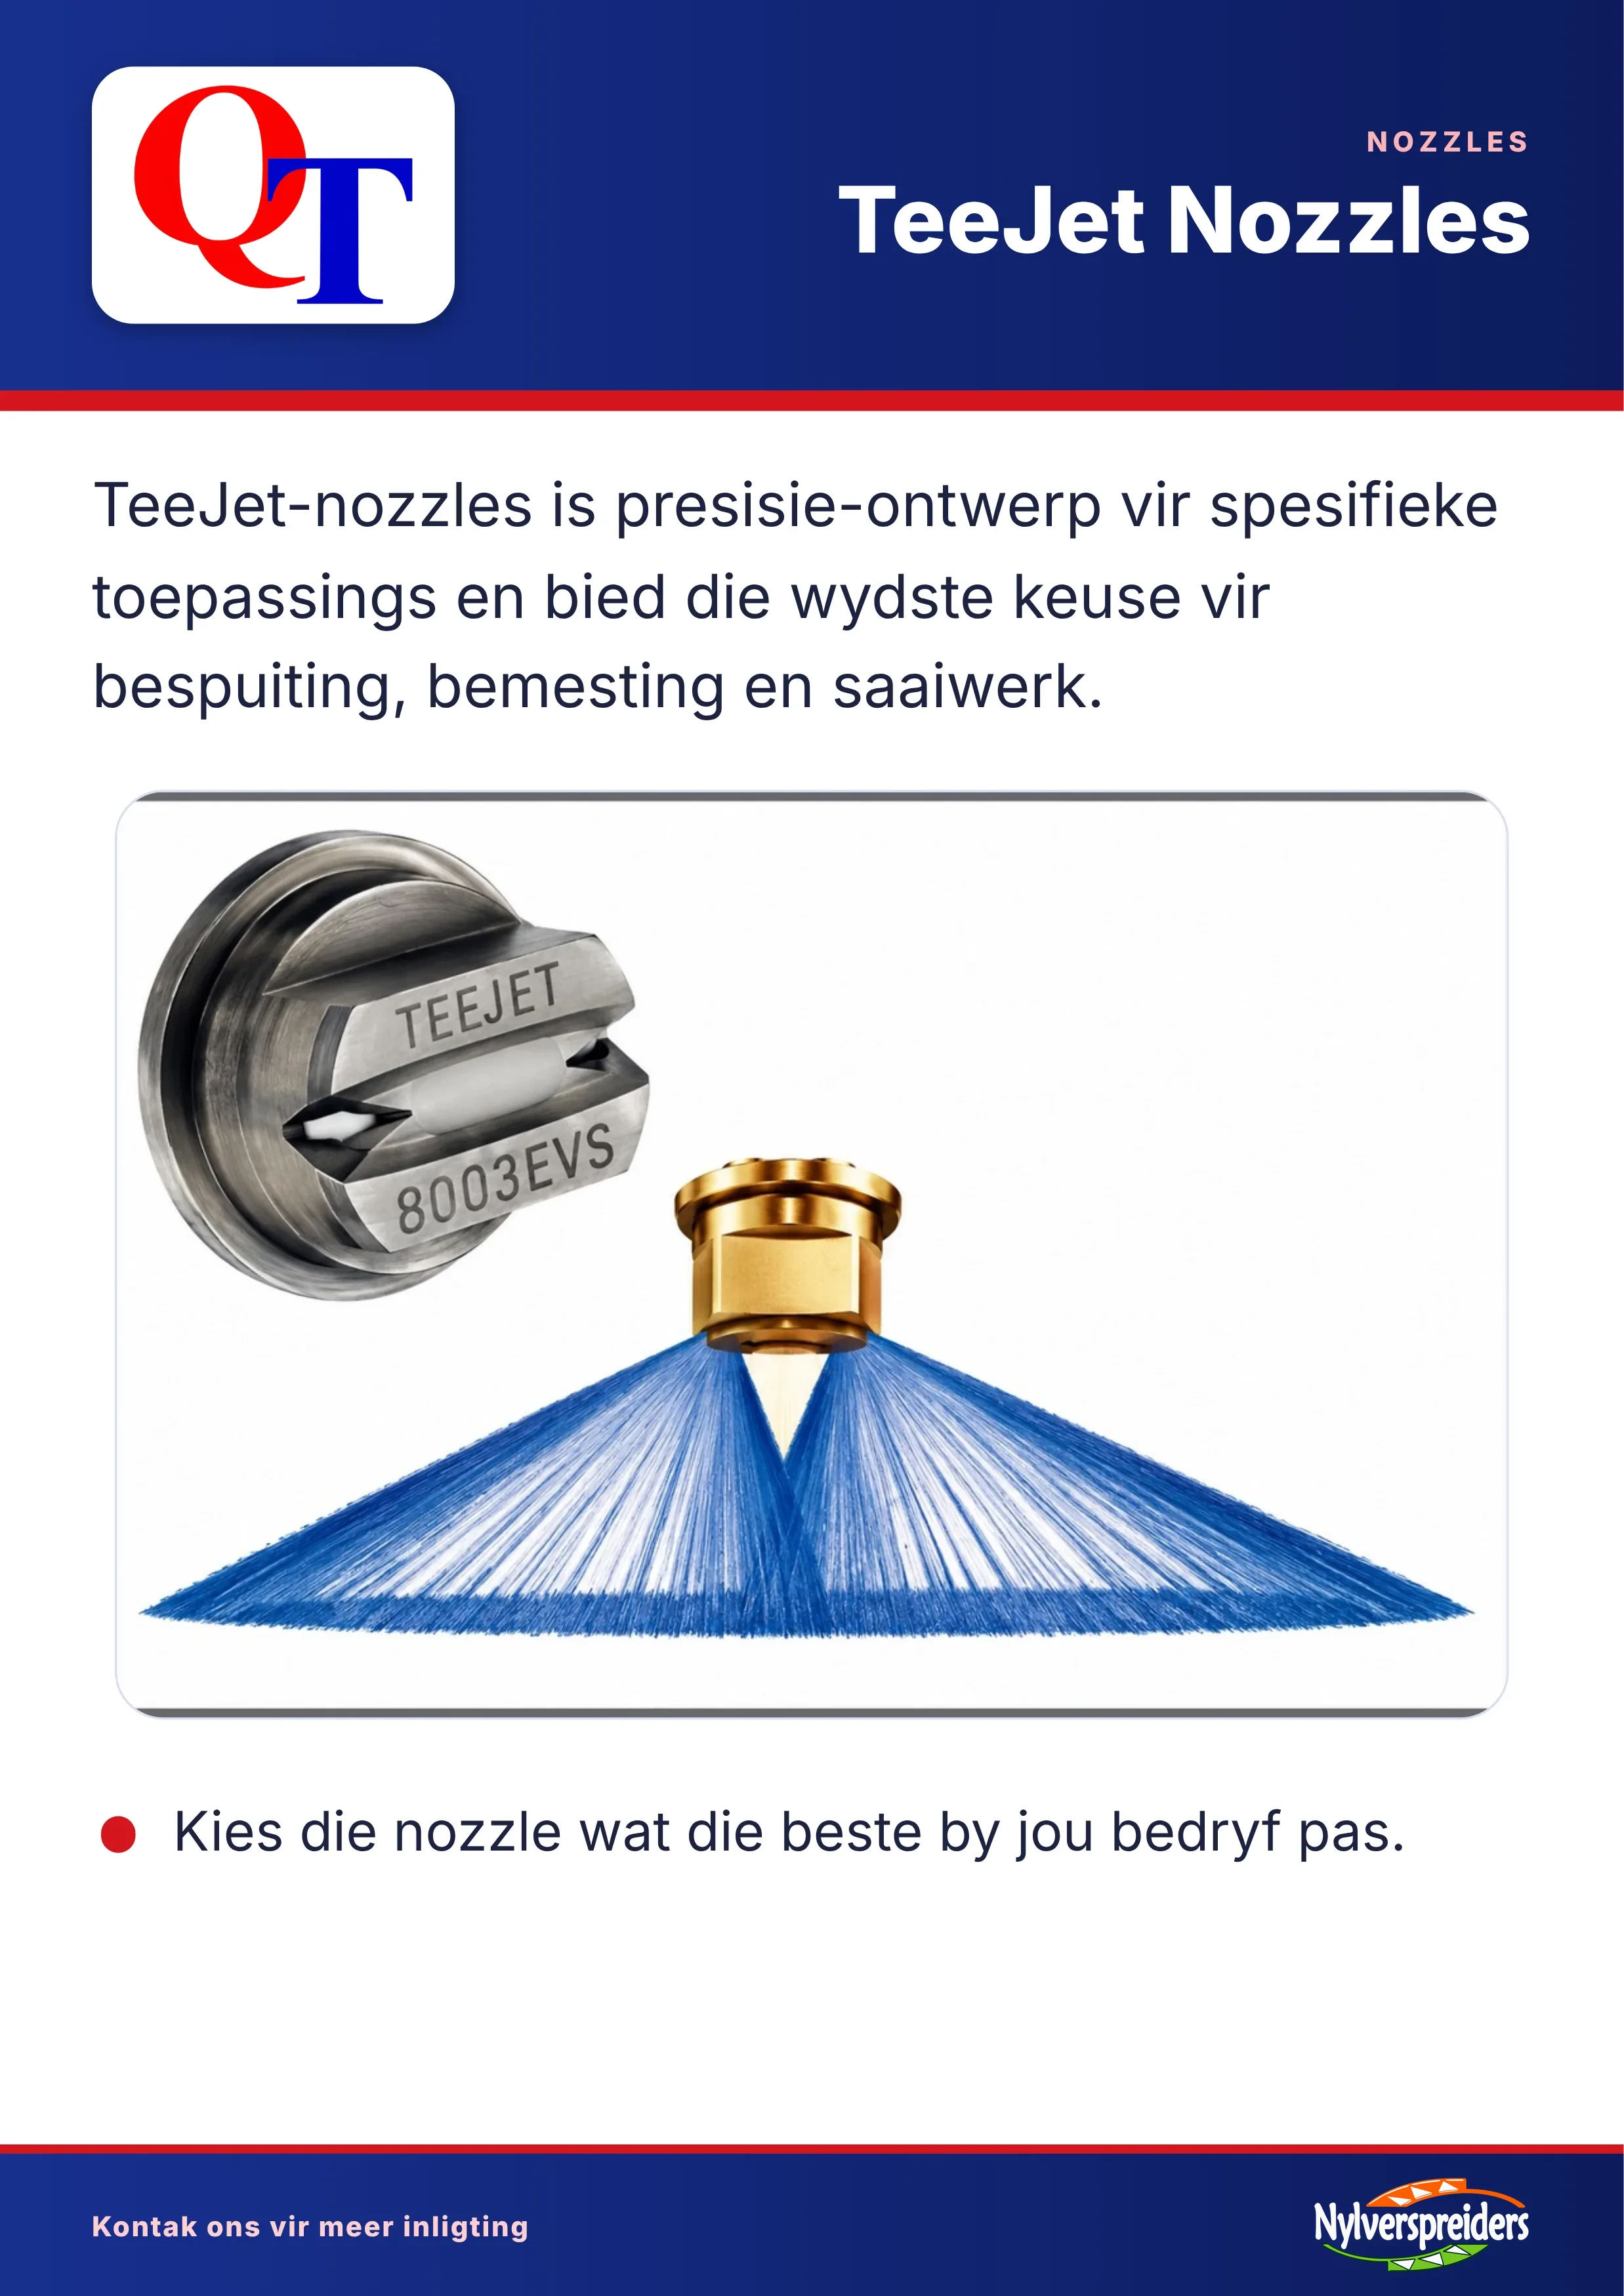 QT
NOZZLES
TeeJet Nozzles
TeeJet-nozzles is presisie-ontwerp vir spesifieke
toepassings en bied die wydste keuse vir
bespuiting, bemesting en saaiwerk.
TEEJET
8003EVS
Kies die nozzle wat die beste by jou bedryf pas.
Kontak ons vir meer inligting
Nylverspreiders